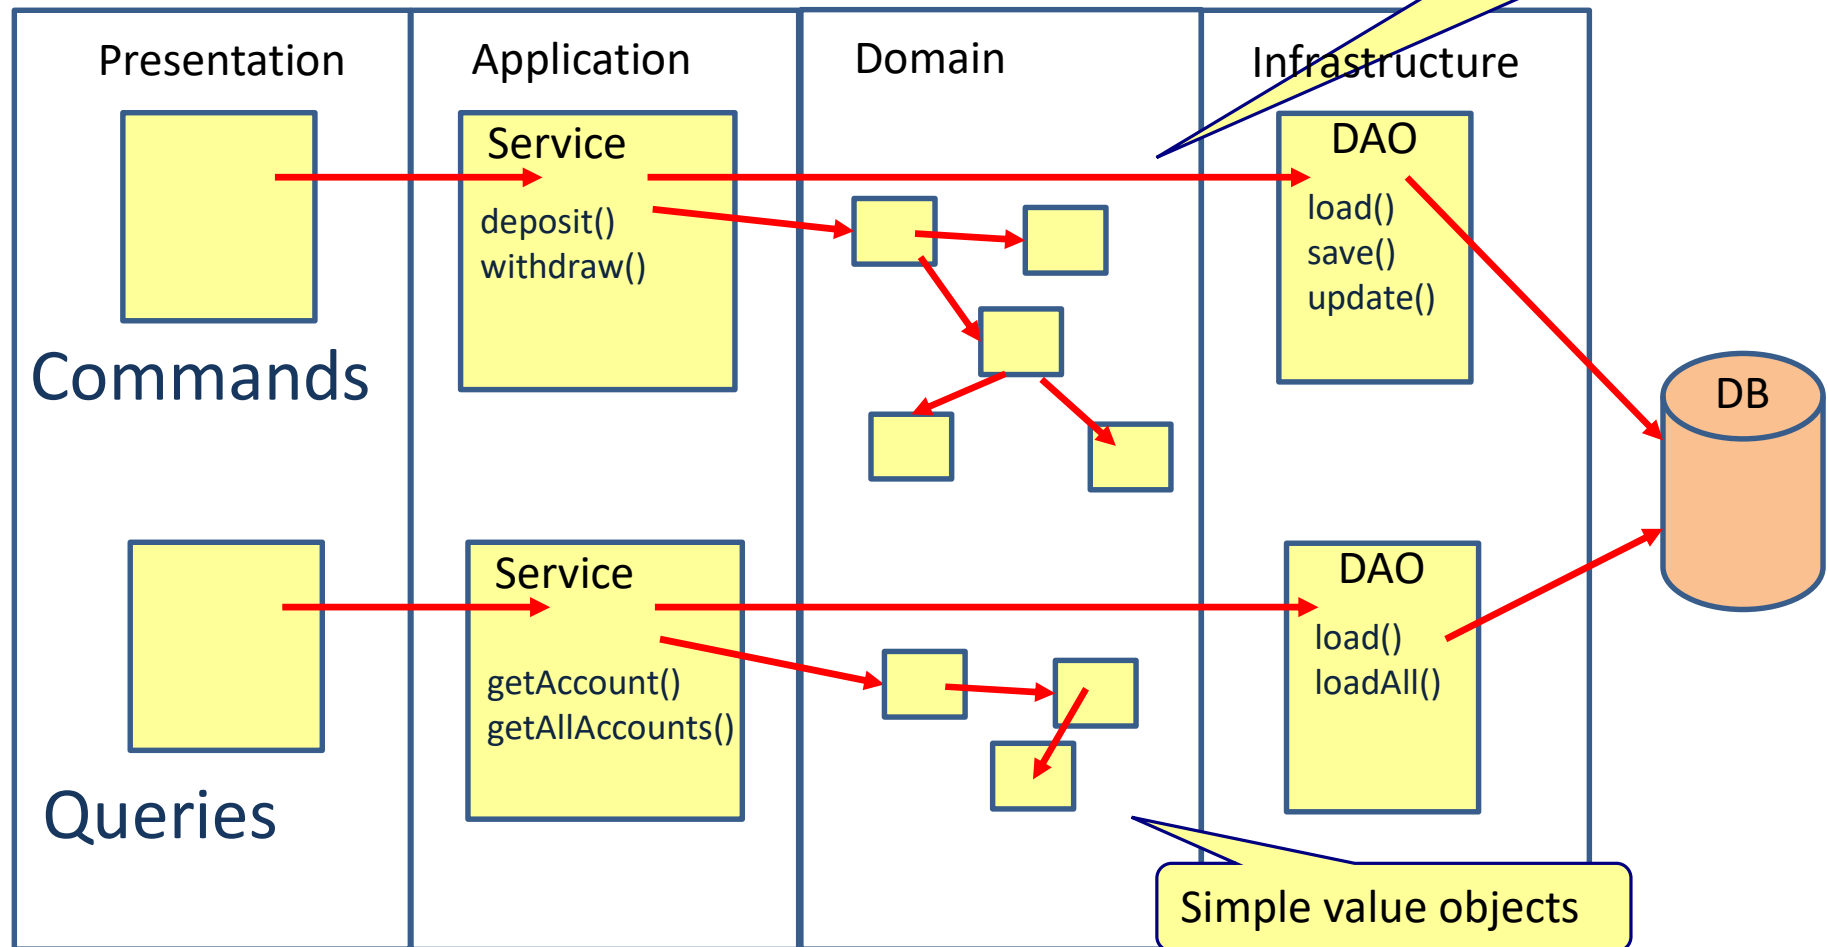 Presentation
Application
Domain
Infrastructure
Service
deposit()
withdraw()
DAO
load()
save()
update()
Commands
DB
Service
getAccount()
getAllAccounts()
DAO
load()
loadAll()
Queries
Simple value objects